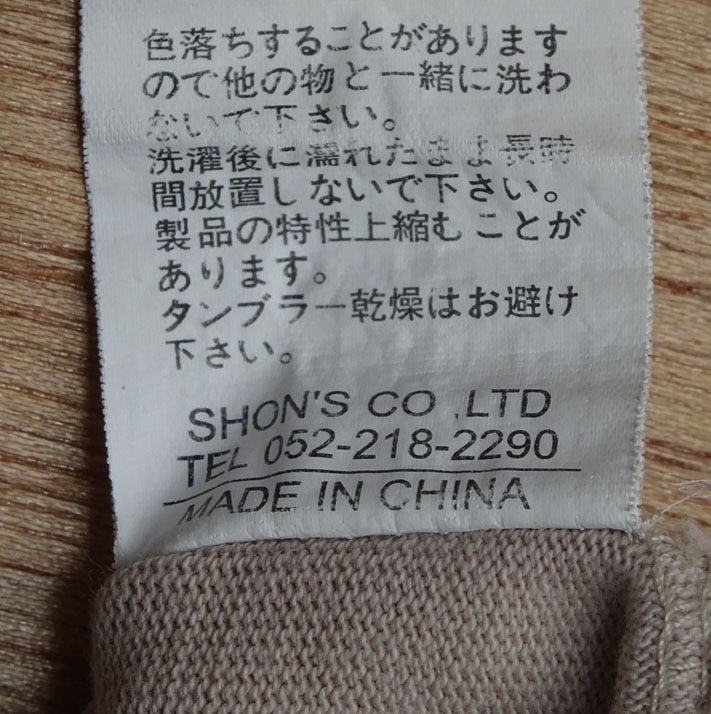 色落ちすることがあります
ので他の物と一緒に洗わ
ないで下さい。
洗濯後に濡れたまま長時
間放置しないで下さい。
製品の特性上縮むことが
あります。
タンブラー乾燥はお避け
下さい。
SHON'S CO ,LTD
TEL 052-218-2290
MADE IN CHINA